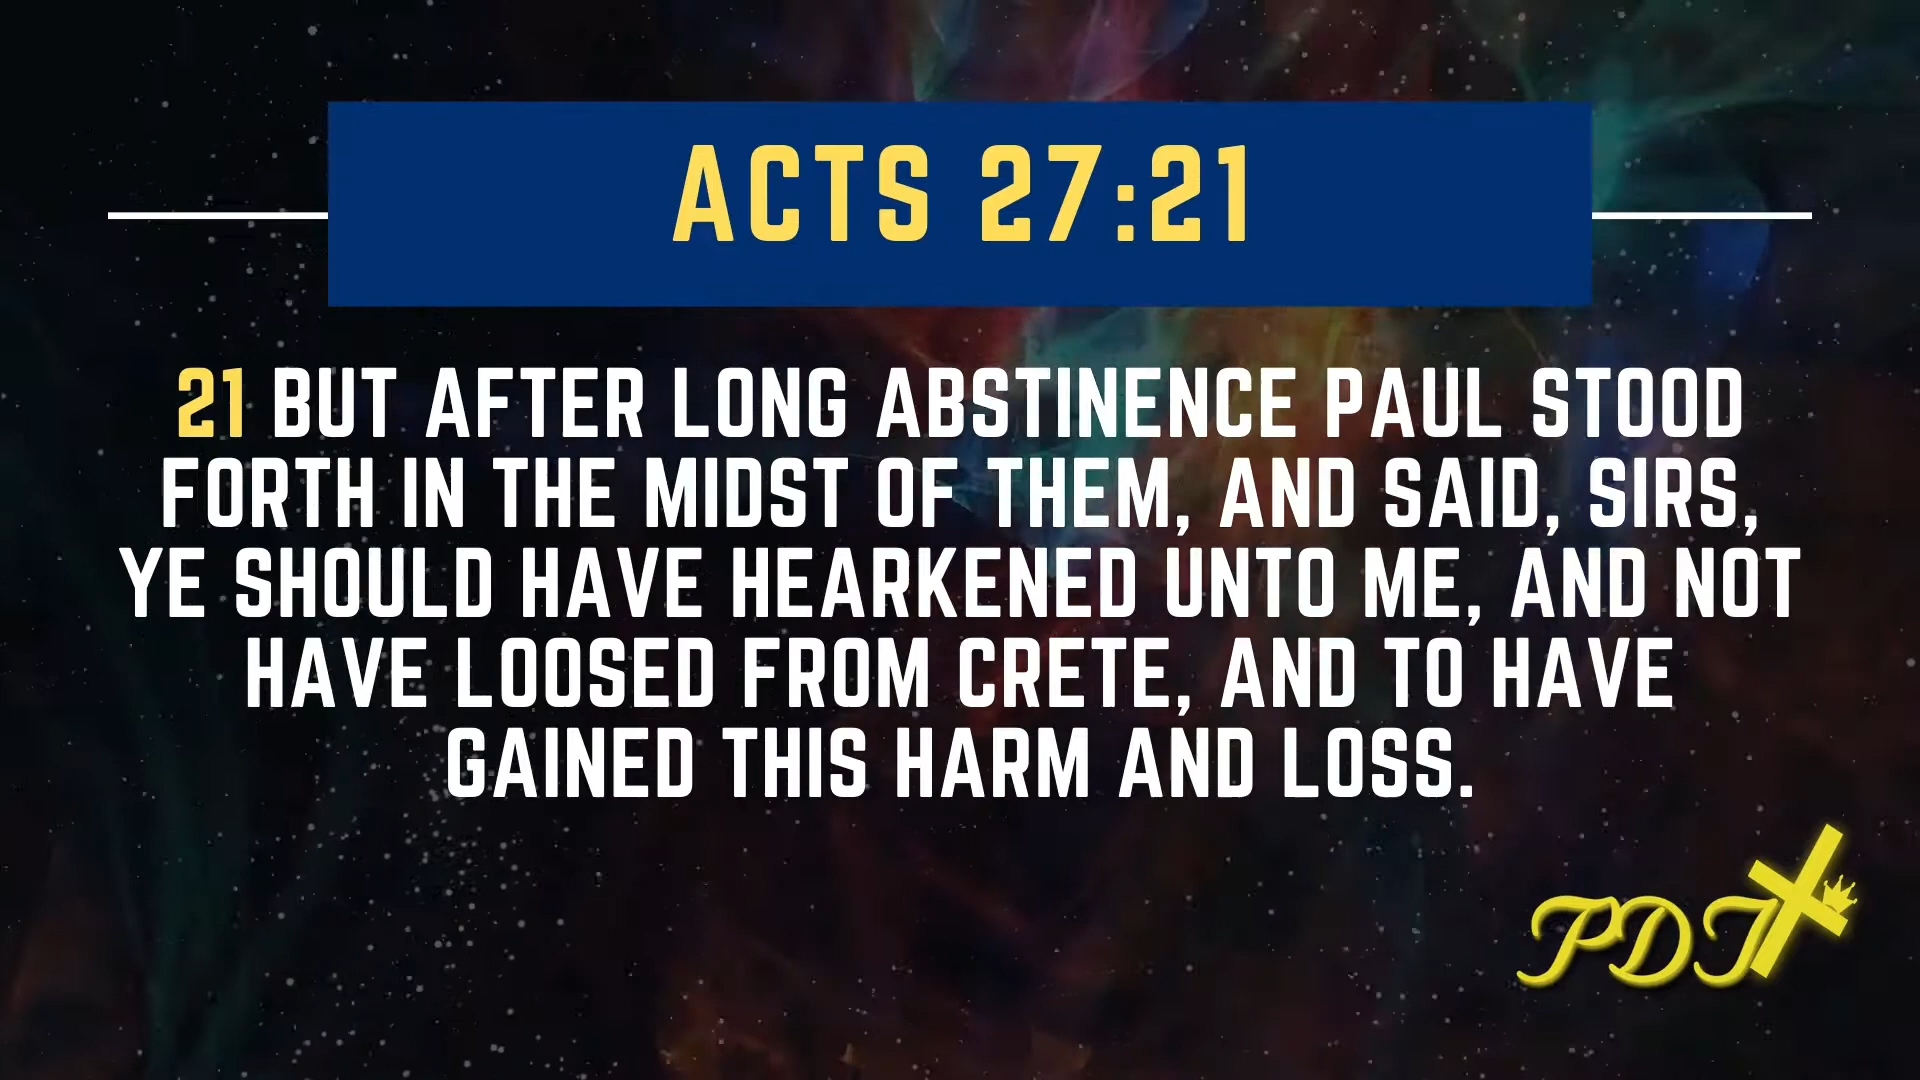 ACTS 27:21
21 BUT AFTER LONG ABSTINENCE PAUL STOOD
FORTH IN THE MIDST OF THEM, AND SAID, SIRS,
YE SHOULD HAVE HEARKENED UNTO ME, AND NOT
HAVE LOOSED FROM CRETE, AND TO HAVE
GAINED THIS HARM AND LOSS.